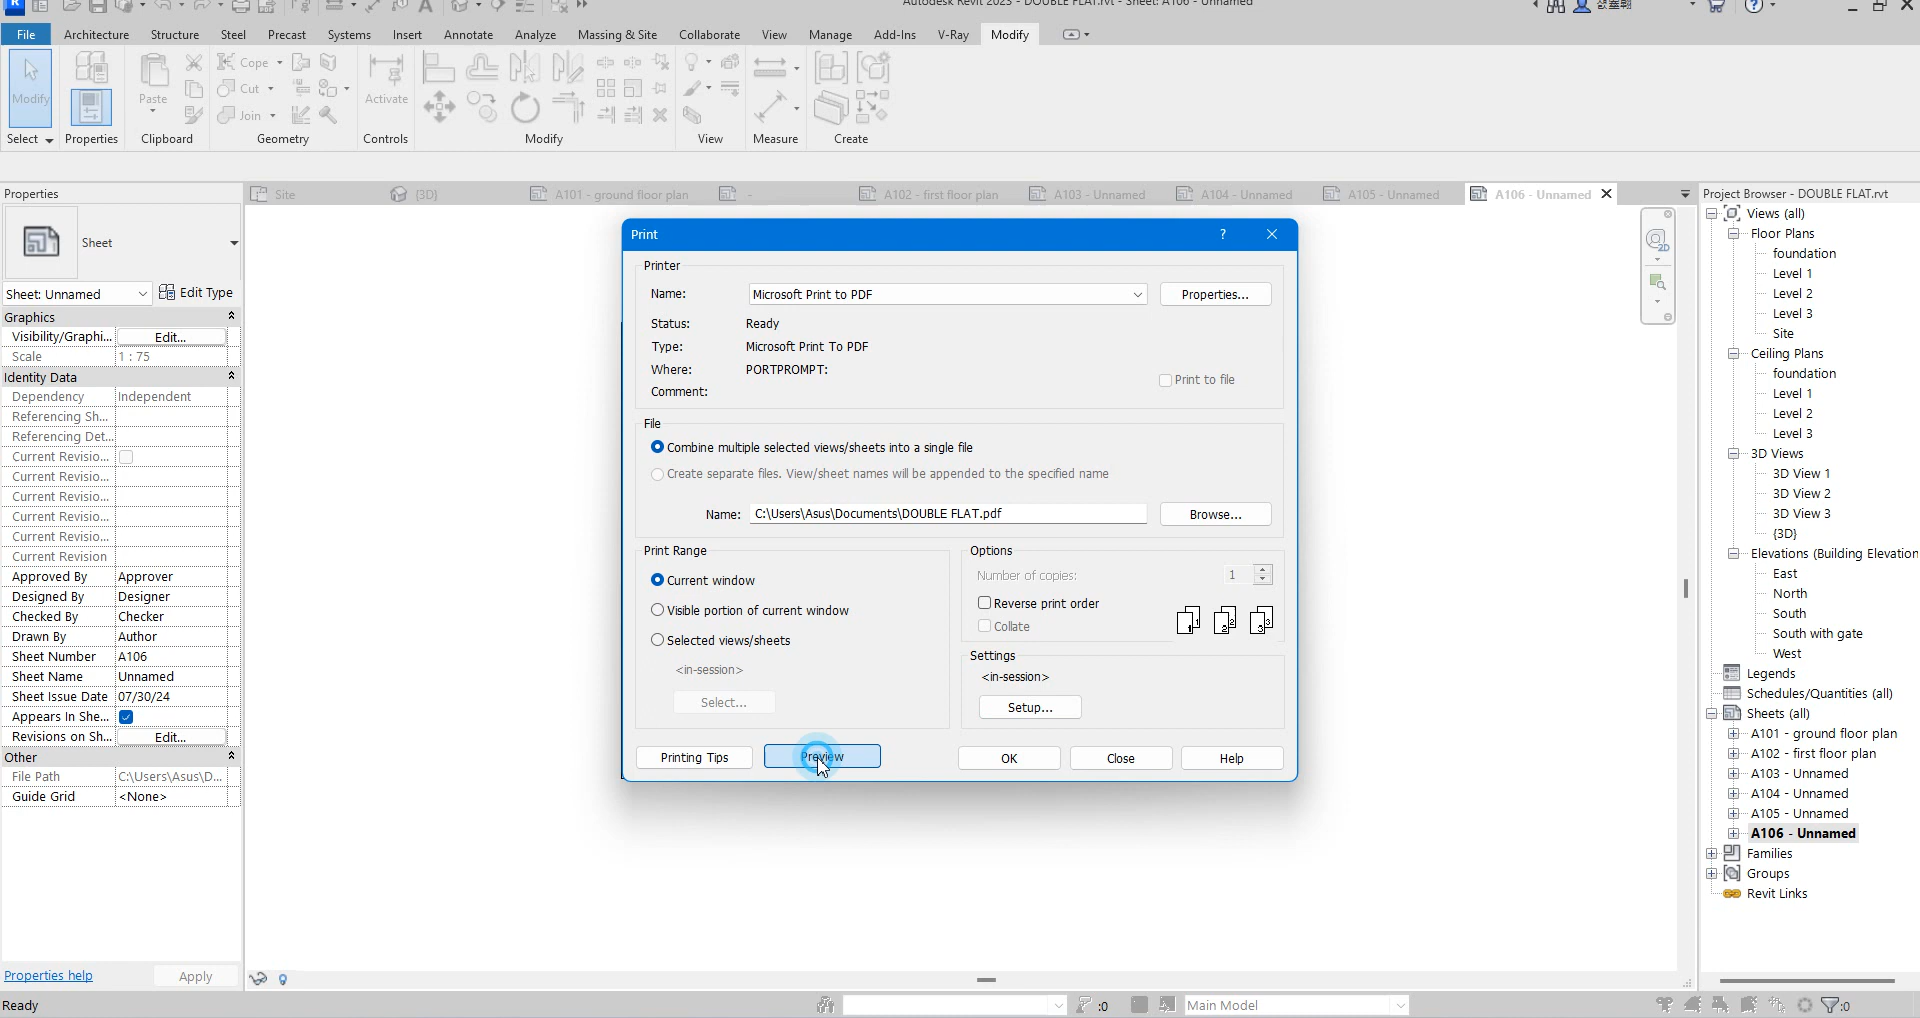 Autodesk Revit 2023 - DOUBLE FLAT.rvt - Sheet: A106 - Unnamed
File Architecture Structure Steel Precast Systems Insert Annotate Analyze Massing & Site Collaborate View Manage Add-Ins V-Ray Modify
Cope
Cut
Join
Modify Paste Activate
Select Properties Clipboard Geometry Controls Modify View Measure Create
Properties
Site {3D} A101 - ground floor plan - A102 - first floor plan A103 - Unnamed A104 - Unnamed A105 - Unnamed A106 - Unnamed
Project Browser - DOUBLE FLAT.rvt
Sheet
Sheet: Unnamed Edit Type
Graphics
Visibility/Graphi... Edit...
Scale 1 : 75
Identity Data
Dependency Independent
Referencing Sh...
Referencing Det...
Current Revisio...
Current Revisio...
Current Revisio...
Current Revisio...
Current Revisio...
Current Revision
Approved By Approver
Designed By Designer
Checked By Checker
Drawn By Author
Sheet Number A106
Sheet Name Unnamed
Sheet Issue Date 07/30/24
Appears In She...
Revisions on Sh... Edit...
Other
File Path C:\Users\Asus\D...
Guide Grid <None>
Properties help Apply
Print
?
Printer
Name: Microsoft Print to PDF Properties...
Status: Ready
Type: Microsoft Print To PDF
Where: PORTPROMPT:
Comment:
Print to file
File
Combine multiple selected views/sheets into a single file
Create separate files. View/sheet names will be appended to the specified name
Name: C:\Users\Asus\Documents\DOUBLE FLAT.pdf Browse...
Print Range
Current window
Visible portion of current window
Selected views/sheets
<in-session>
Select...
Options
Number of copies: 1
Reverse print order
Collate
1 1 2 2 3 3
Settings
<in-session>
Setup...
Printing Tips Preview OK Close Help
2D
Views (all)
Floor Plans
foundation
Level 1
Level 2
Level 3
Site
Ceiling Plans
foundation
Level 1
Level 2
Level 3
3D Views
3D View 1
3D View 2
3D View 3
{3D}
Elevations (Building Elevation
East
North
South
South with gate
West
Legends
Schedules/Quantities (all)
Sheets (all)
A101 - ground floor plan
A102 - first floor plan
A103 - Unnamed
A104 - Unnamed
A105 - Unnamed
A106 - Unnamed
Families
Groups
Revit Links
Ready :0 Main Model :0